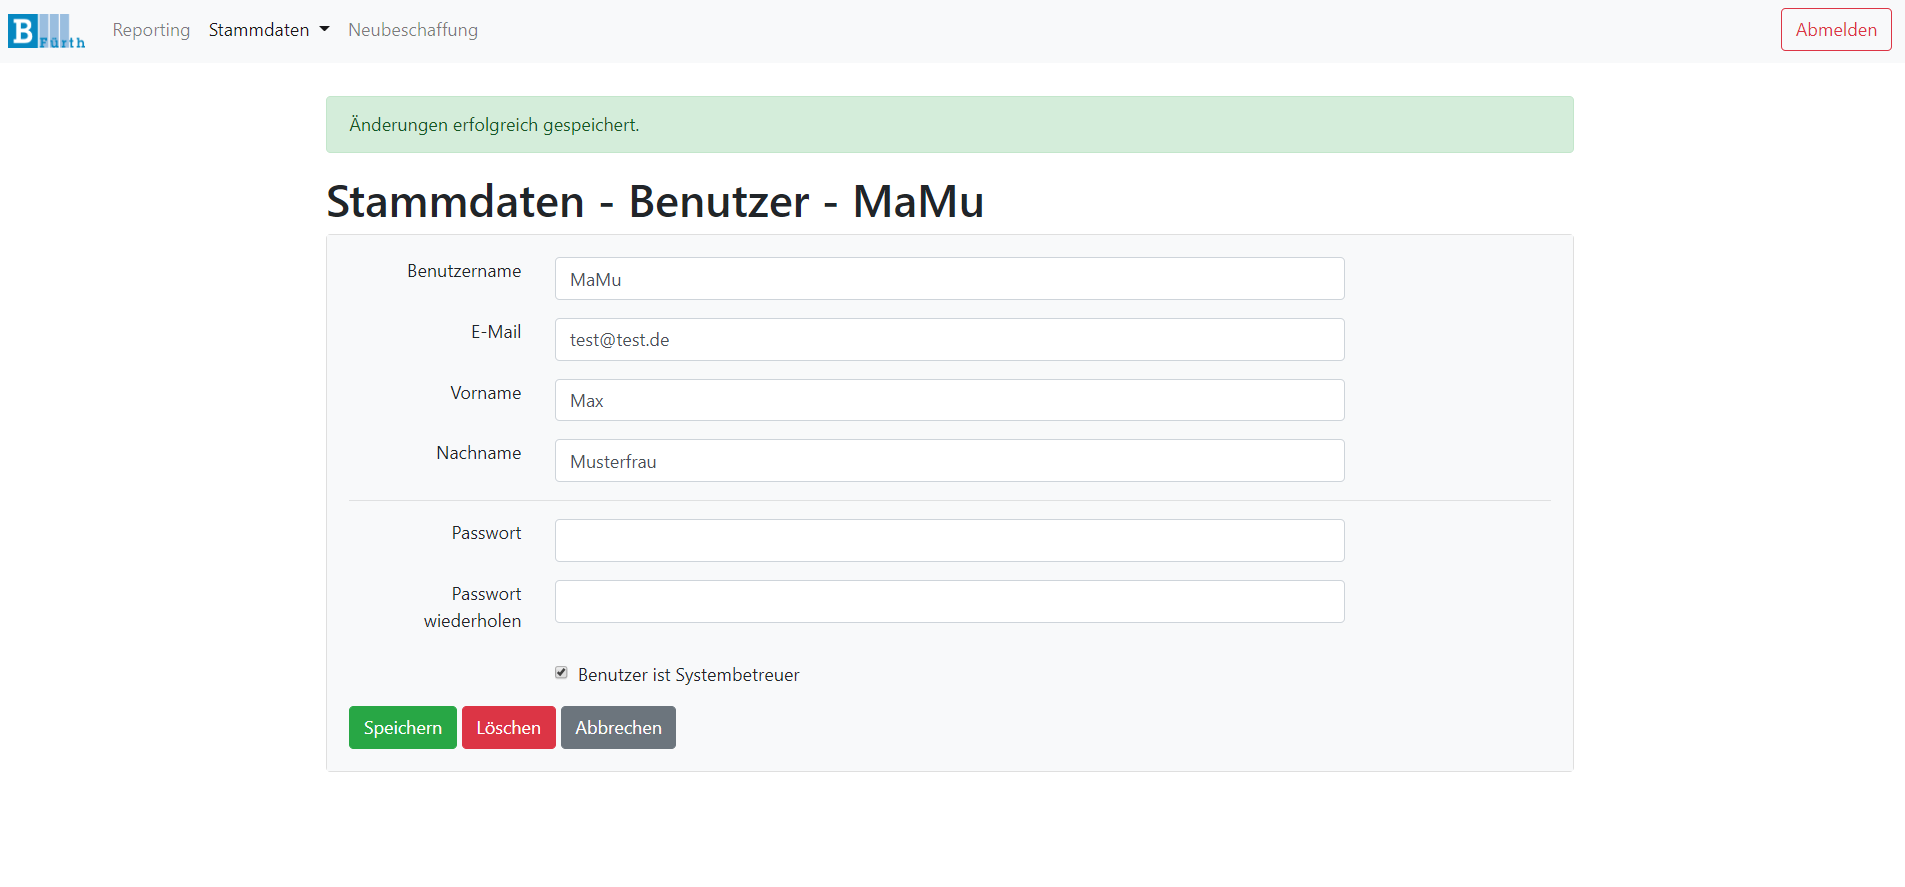 B Fürth Reporting Stammdaten Neubeschaffung Abmelden
Änderungen erfolgreich gespeichert.
Stammdaten - Benutzer - MaMu
Benutzername MaMu
E-Mail test@test.de
Vorname Max
Nachname Musterfrau
Passwort
Passwort
wiederholen
Benutzer ist Systembetreuer
Speichern Löschen Abbrechen